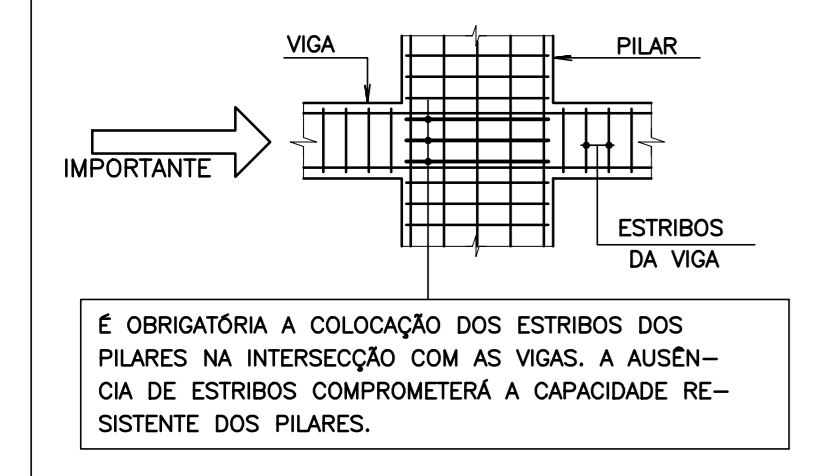 VIGA
PILAR
IMPORTANTE
ESTRIBOS
DA VIGA
É OBRIGATÓRIA A COLOCAÇÃO DOS ESTRIBOS DOS
PILARES NA INTERSECÇÃO COM AS VIGAS. A AUSÊN–
CIA DE ESTRIBOS COMPROMETERÁ A CAPACIDADE RE–
SISTENTE DOS PILARES.